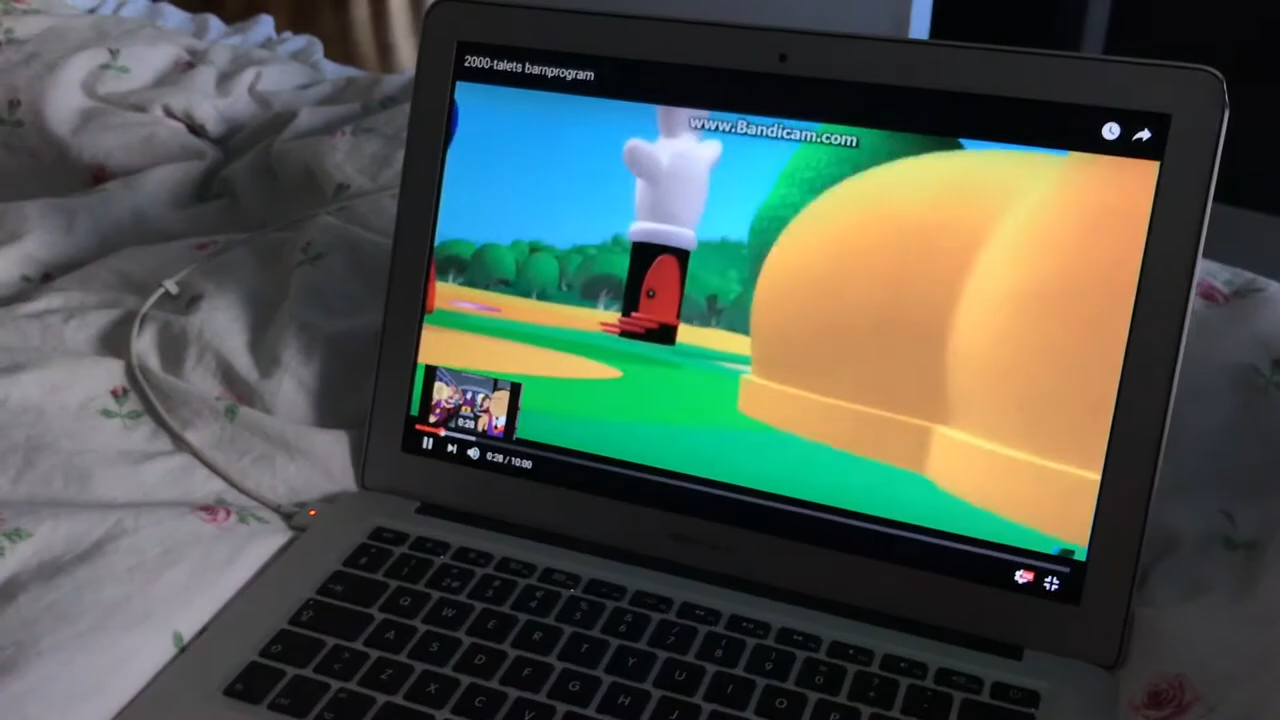 2000-talets barnprogram
www.Bandicam.com
0:28
0:28 / 10:00
Q W E R T Y U I O P
A S D F G H J
Z X C V B